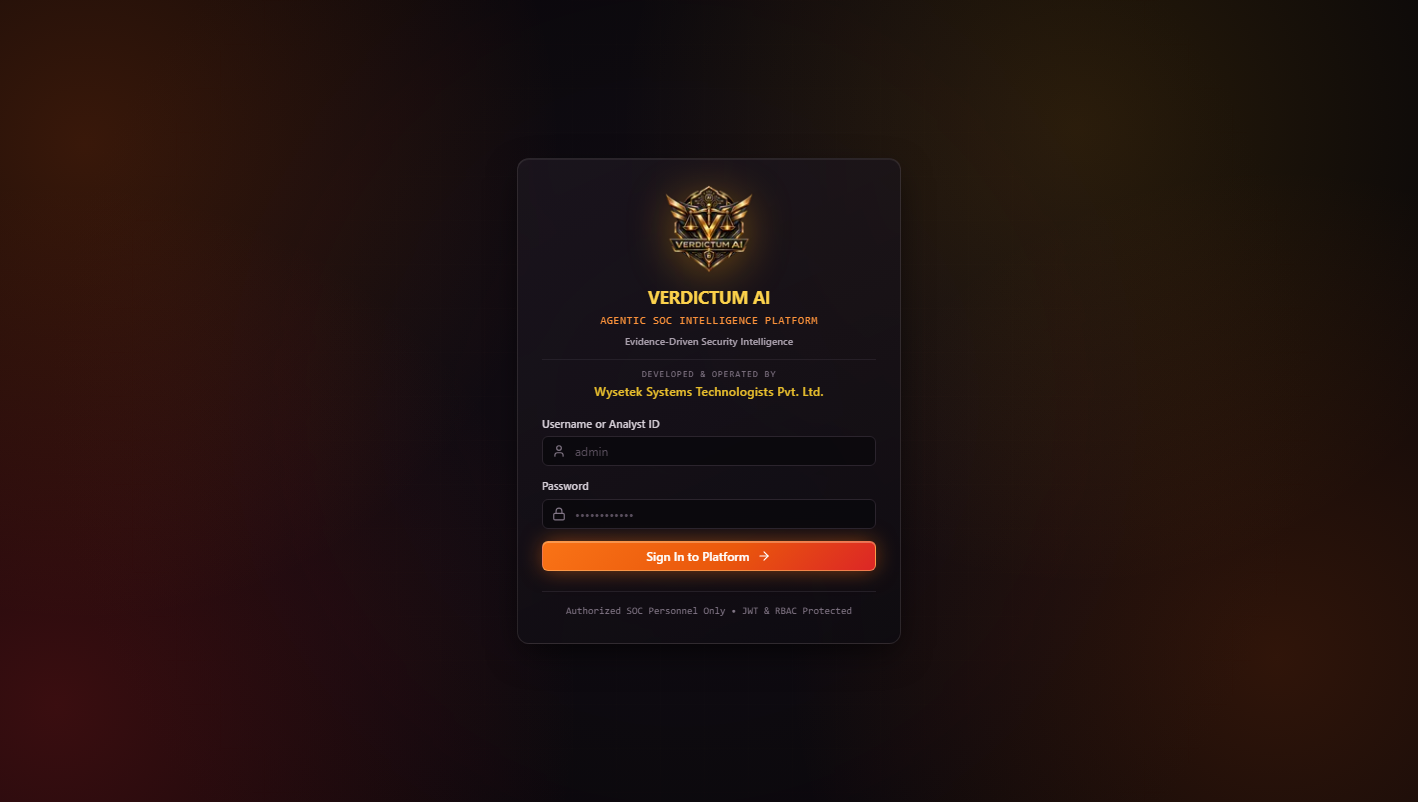 VERDICTUM AI
VERDICTUM AI
AGENTIC SOC INTELLIGENCE PLATFORM
Evidence-Driven Security Intelligence
DEVELOPED & OPERATED BY
Wysetek Systems Technologists Pvt. Ltd.
Username or Analyst ID
admin
Password
••••••••••••
Sign In to Platform →
Authorized SOC Personnel Only • JWT & RBAC Protected